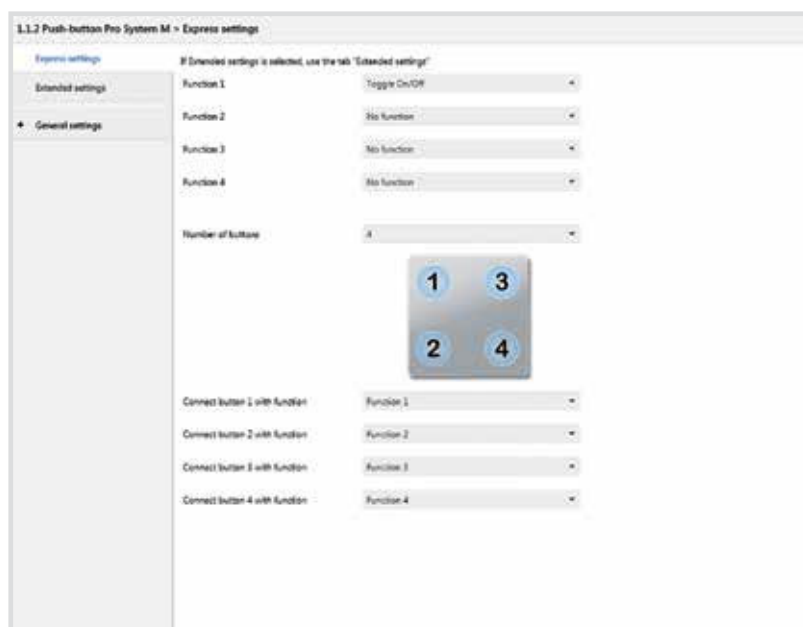 1.1.2 Push-button Pro System M > Express settings
Express settings
If Extended settings is selected, use the tab "Extended settings"
Extended settings
Function 1 Toggle On/Off
Function 2 No function
+ General settings
Function 3 No function
Function 4 No function
Number of buttons 4
1 3
2 4
Connect button 1 with function Function 1
Connect button 2 with function Function 2
Connect button 3 with function Function 3
Connect button 4 with function Function 4